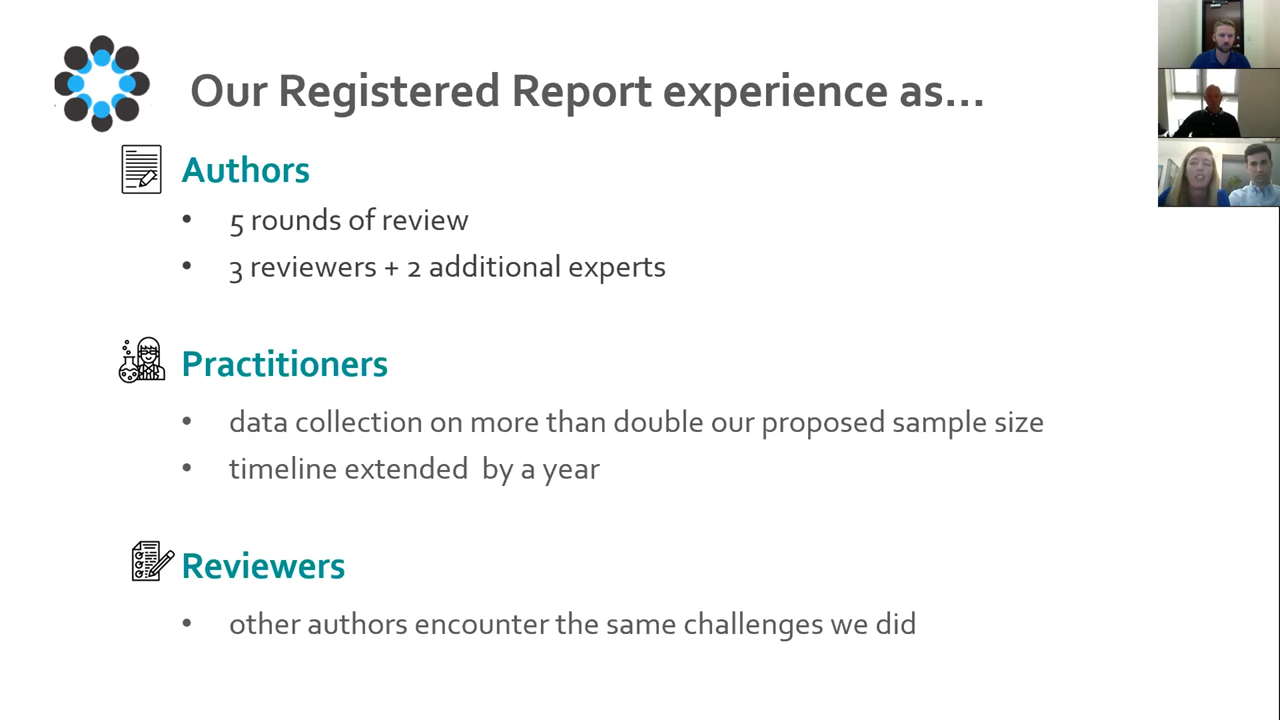 Our Registered Report experience as...
Authors
• 5 rounds of review
• 3 reviewers + 2 additional experts
Practitioners
• data collection on more than double our proposed sample size
• timeline extended by a year
Reviewers
• other authors encounter the same challenges we did